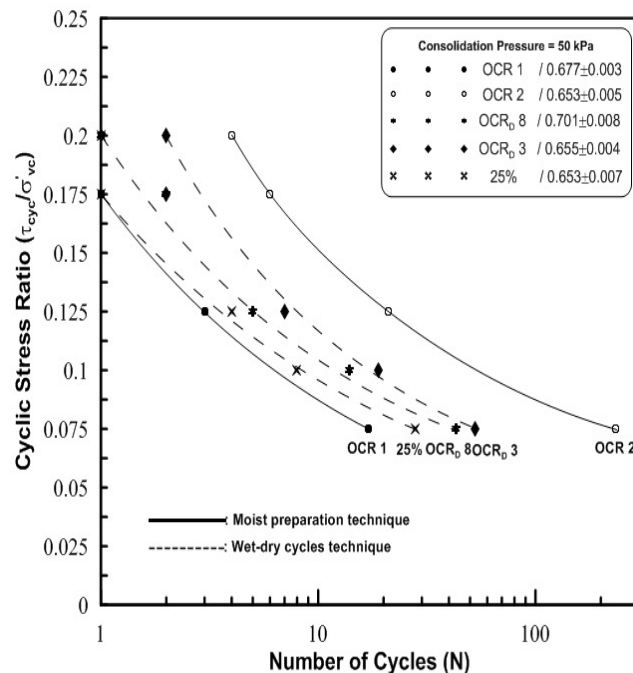 0.25
0.2
0.175
0.15
0.125
0.1
0.075
0.05
0.025
0
Cyclic Stress Ratio (τcyc/σ'vc)
Consolidation Pressure = 50 kPa
OCR 1 / 0.677±0.003
OCR 2 / 0.653±0.005
OCRD 8 / 0.701±0.008
OCRD 3 / 0.655±0.004
25% / 0.653±0.007
OCR 1 25% OCRD 8 OCRD 3 OCR 2
Moist preparation technique
Wet-dry cycles technique
1 10 100
Number of Cycles (N)